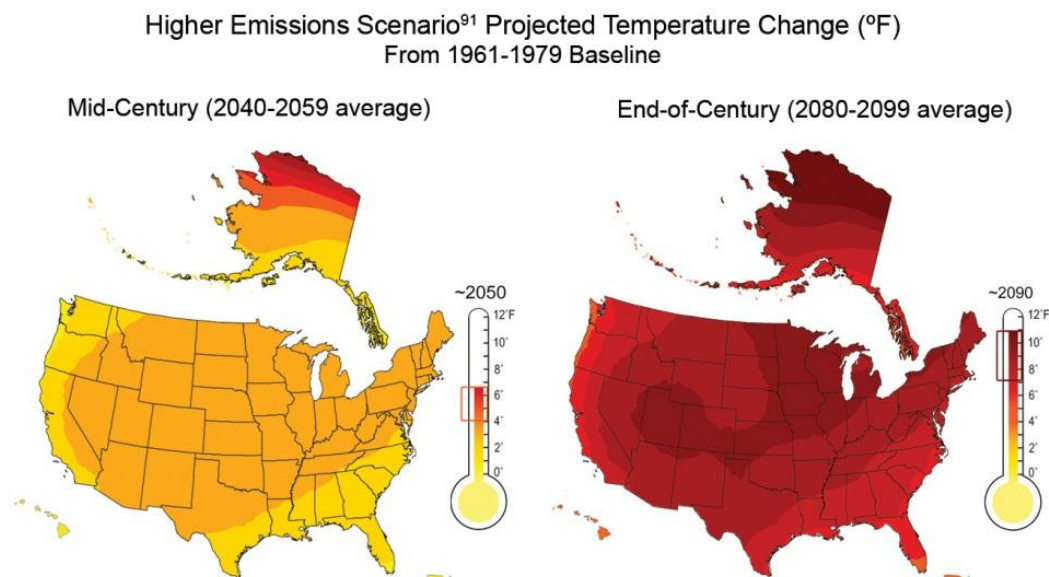 Higher Emissions Scenario⁹¹ Projected Temperature Change (ºF)
From 1961-1979 Baseline
Mid-Century (2040-2059 average)
End-of-Century (2080-2099 average)
~2050
12˚F
10˚
8˚
6˚
4˚
2˚
0˚
~2090
12˚F
10˚
8˚
6˚
4˚
2˚
0˚